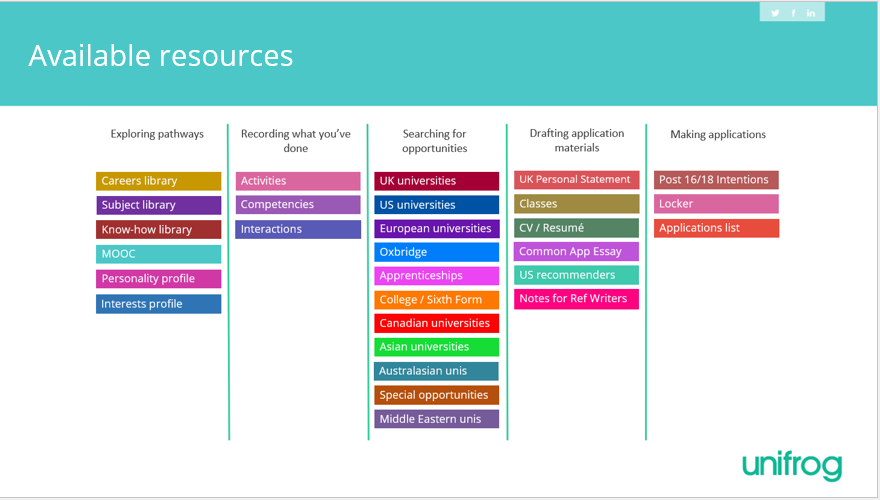 Available resources
Exploring pathways
Careers library
Subject library
Know-how library
MOOC
Personality profile
Interests profile
Recording what you've
done
Activities
Competencies
Interactions
Searching for
opportunities
UK universities
US universities
European universities
Oxbridge
Apprenticeships
College / Sixth Form
Canadian universities
Asian universities
Australasian unis
Special opportunities
Middle Eastern unis
Drafting application
materials
UK Personal Statement
Classes
CV / Resumé
Common App Essay
US recommenders
Notes for Ref Writers
Making applications
Post 16/18 Intentions
Locker
Applications list
unifrog